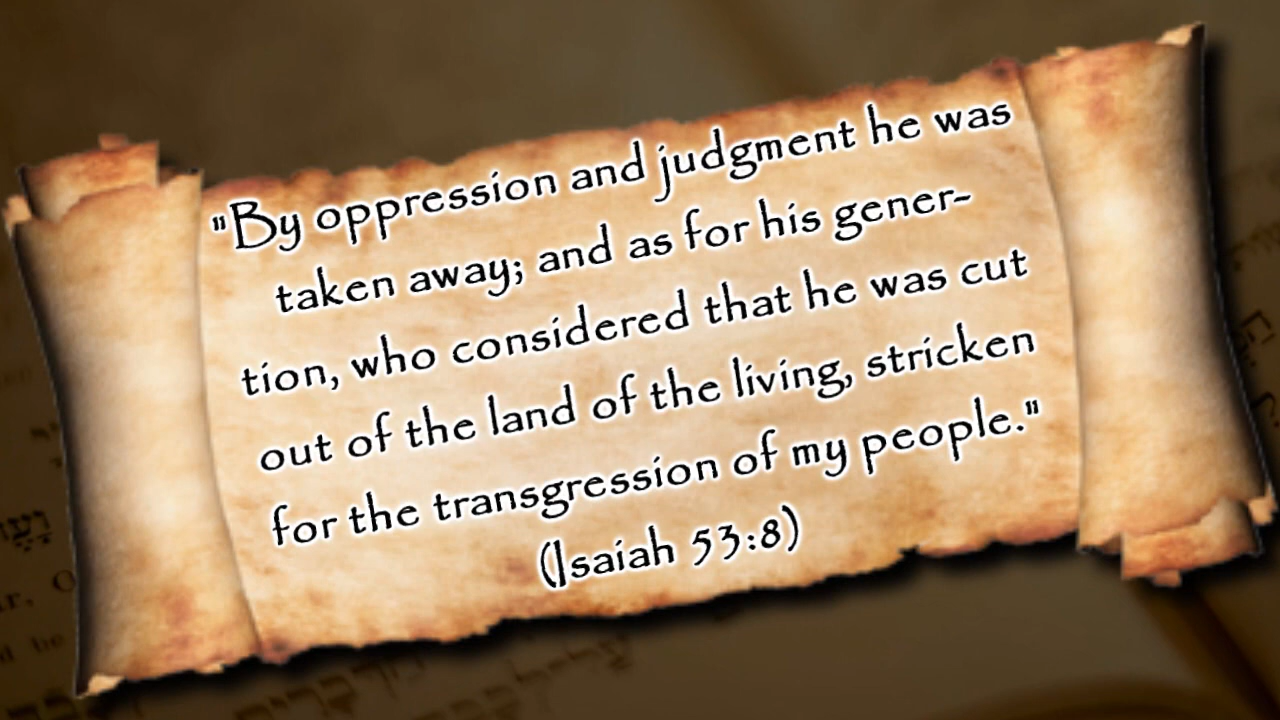 "By oppression and judgment he was
taken away; and as for his gener-
tion, who considered that he was cut
out of the land of the living, stricken
for the transgression of my people."
(Isaiah 53:8)